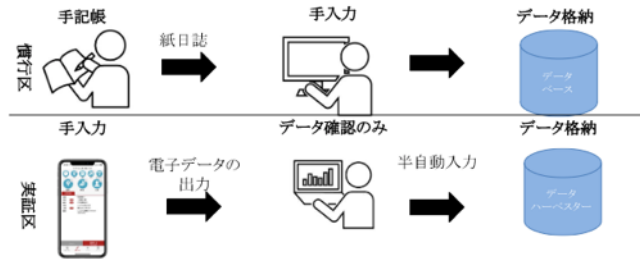 手記帳
手入力
データ格納
慣行区
紙日誌
データ
ベース
手入力
データ確認のみ
データ格納
実証区
電子データの
出力
半自動入力
データ
ハーベスター